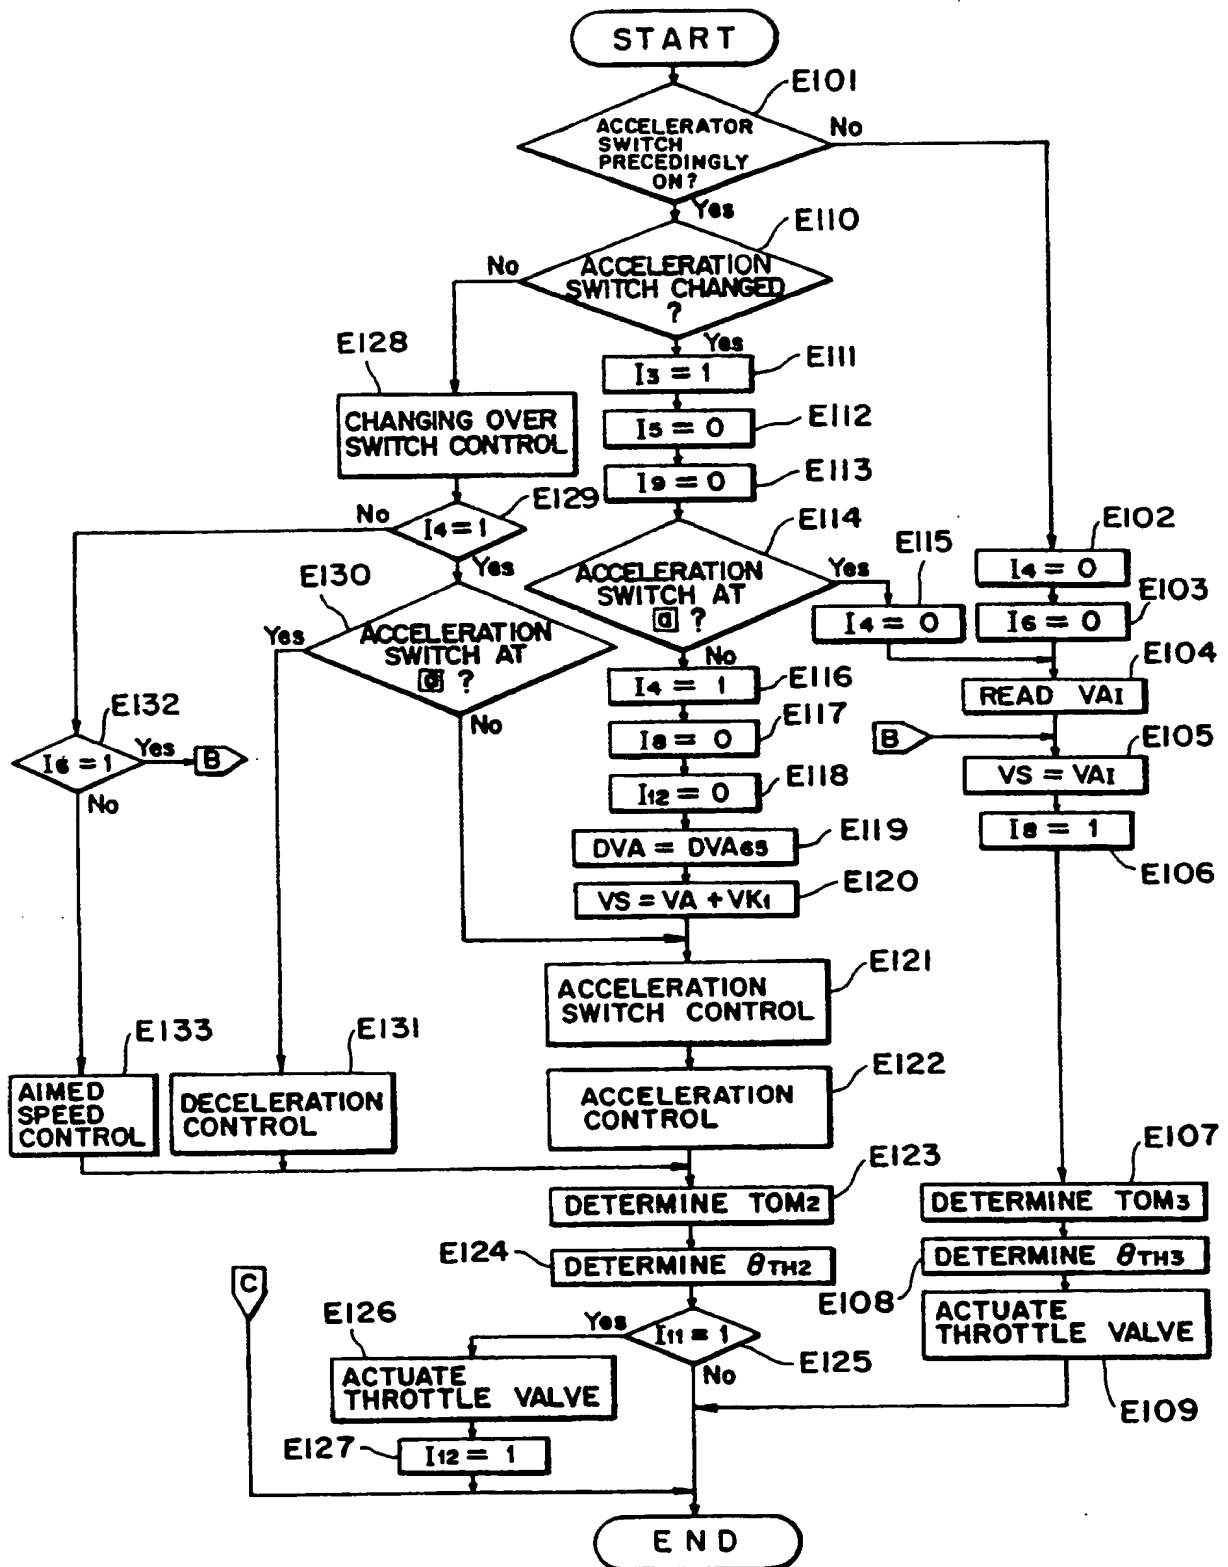 START
E101
ACCELERATOR
SWITCH
PRECEDINGLY
ON?
No
Yes
E110
ACCELERATION
SWITCH CHANGED
?
No
Yes
E128
CHANGING OVER
SWITCH CONTROL
E111
I3 = 1
E112
I5 = 0
E113
I9 = 0
E129
I4 = 1
No
Yes
E114
ACCELERATION
SWITCH AT
a ?
Yes
No
E115
I4 = 0
E102
I4 = 0
E103
I6 = 0
E104
READ VAI
E130
ACCELERATION
SWITCH AT
d ?
Yes
No
E116
I4 = 1
E117
I8 = 0
E118
I12 = 0
E119
DVA = DVA65
E120
VS = VA + VK1
E132
I6 = 1
Yes
B
No
B
E105
VS = VAI
I8 = 1
E106
E121
ACCELERATION
SWITCH CONTROL
E133
AIMED
SPEED
CONTROL
E131
DECELERATION
CONTROL
E122
ACCELERATION
CONTROL
E123
DETERMINE TOM2
E107
DETERMINE TOM3
E124
DETERMINE θTH2
E108
DETERMINE θTH3
C
E126
ACTUATE
THROTTLE VALVE
Yes
I11 = 1
E125
No
ACTUATE
THROTTLE VALVE
E109
E127
I12 = 1
END